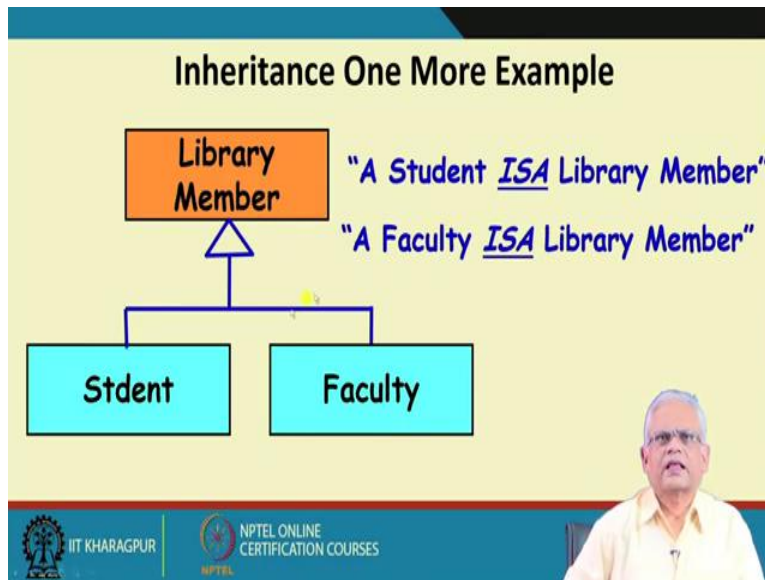 Inheritance One More Example
Library
Member
"A Student ISA Library Member"
"A Faculty ISA Library Member"
Stdent
Faculty
IIT KHARAGPUR
NPTEL
NPTEL ONLINE
CERTIFICATION COURSES